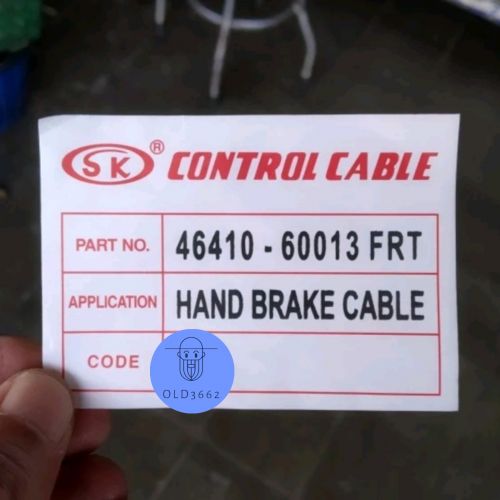 SK® CONTROL CABLE
PART NO. 46410 - 60013 FRT
APPLICATION HAND BRAKE CABLE
CODE
OLD3662